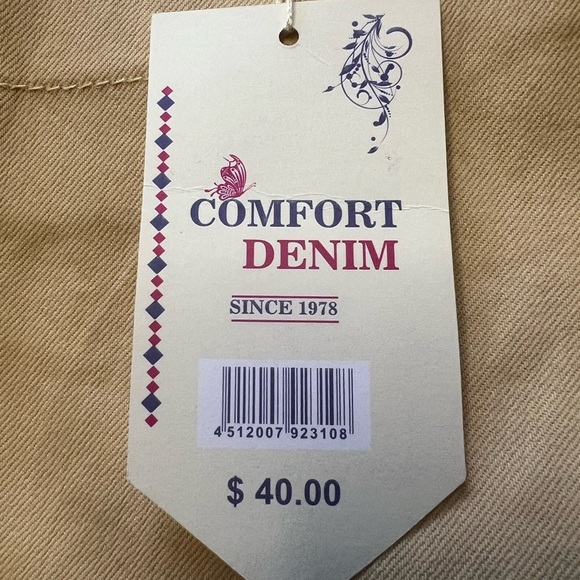 COMFORT
DENIM
SINCE 1978
4 512007 923108
$ 40.00